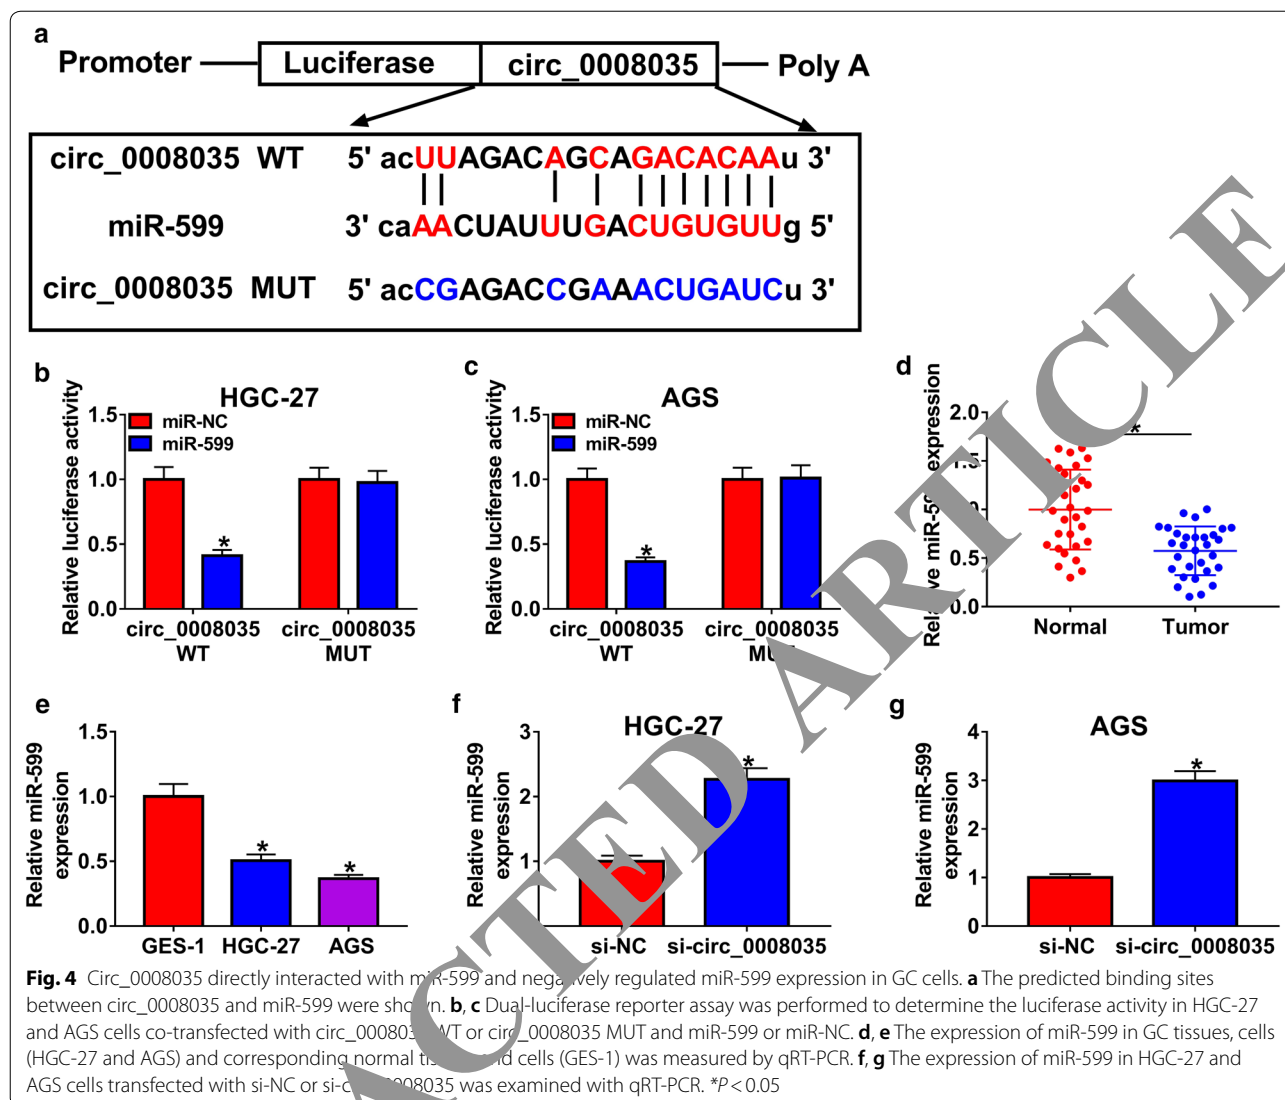 a
Promoter Luciferase circ_0008035 Poly A
circ_0008035 WT 5' acUUAGACAGCAGACACAAu 3'
miR-599 3' caAACUAUUUGACUGUGUUg 5'
circ_0008035 MUT 5' acCGAGACCGAAACUGAUCu 3'
b
HGC-27
Relative luciferase activity
miR-NC
miR-599
1.5
1.0
0.5
0.0
*
circ_0008035 circ_0008035
WT MUT
c
AGS
Relative luciferase activity
miR-NC
miR-599
1.5
1.0
0.5
0.0
*
circ_0008035 circ_0008035
WT
d
Relative expression
2.0
0.5
*
Normal Tumor
e
Relative miR-599
expression
1.5
1.0
0.5
0.0
* *
GES-1 HGC-27 AGS
f
HGC-27
Relative miR-599
expression
3
2
1
0
*
si-NC si-circ_0008035
g
AGS
Relative miR-599
expression
4
3
2
1
0
*
si-NC si-circ_0008035
Fig. 4 Circ_0008035 directly interacted with miR-599 and negatively regulated miR-599 expression in GC cells. a The predicted binding sites
between circ_0008035 and miR-599 were shown. b, c Dual-luciferase reporter assay was performed to determine the luciferase activity in HGC-27
and AGS cells co-transfected with WT or circ_0008035 MUT and miR-599 or miR-NC. d, e The expression of miR-599 in GC tissues, cells
(HGC-27 and AGS) and corresponding normal and cells (GES-1) was measured by qRT-PCR. f, g The expression of miR-599 in HGC-27 and
AGS cells transfected with si-NC or was examined with qRT-PCR. *P < 0.05
ACTED ARTICLE